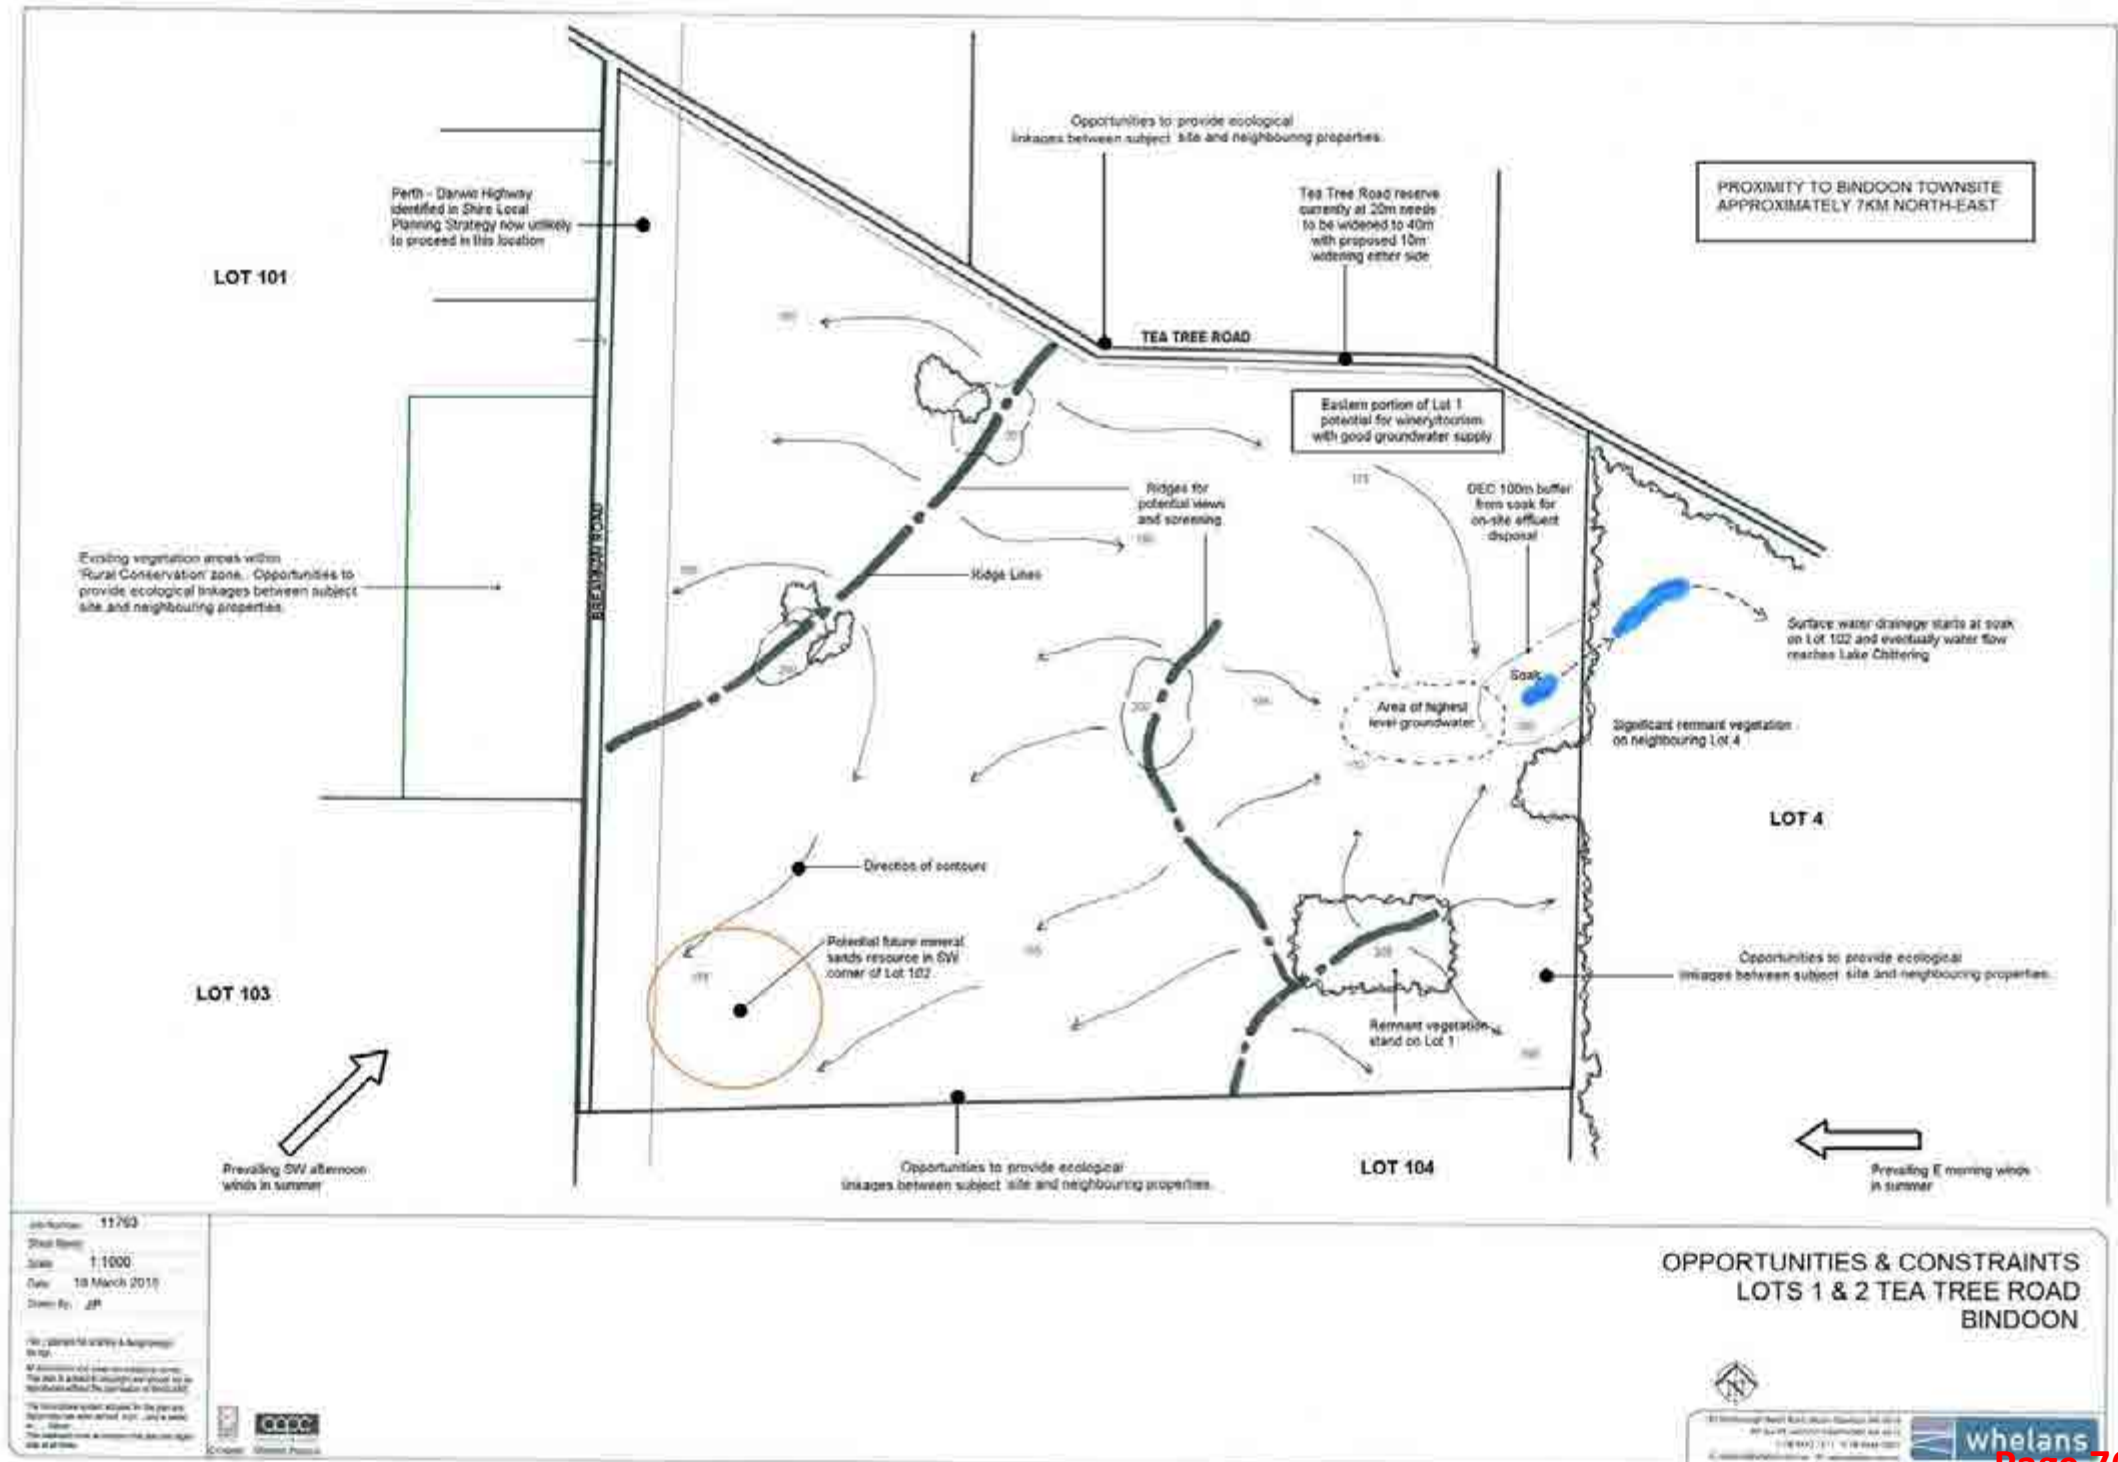 Opportunities to provide ecological
linkages between subject site and neighbouring properties.
Perth - Darwin Highway
identified in Shire Local
Planning Strategy now unlikely
to proceed in this location
Tea Tree Road reserve
currently at 20m needs
to be widened to 40m
with proposed 10m
widening either side
PROXIMITY TO BINDOON TOWNSITE
APPROXIMATELY 7KM NORTH-EAST
LOT 101
TEA TREE ROAD
Eastern portion of Lot 1
potential for winery/tourism
with good groundwater supply
Ridges for
potential views
and screening
DEC 100m buffer
from soak for
on-site effluent
disposal
BREAKMAN ROAD
Existing vegetation areas within
'Rural Conservation' zone. Opportunities to
provide ecological linkages between subject
site and neighbouring properties.
Ridge Lines
Surface water drainage starts at soak
on Lot 102 and eventually water flow
reaches Lake Chittering
Soak
Area of highest
level groundwater
200
Significant remnant vegetation
on neighbouring Lot 4
LOT 4
Direction of contours
Potential future mineral
sands resource in SW
corner of Lot 102
LOT 103
Opportunities to provide ecological
linkages between subject site and neighbouring properties.
Remnant vegetation
stand on Lot 1
Prevailing SW afternoon
winds in summer
Opportunities to provide ecological
linkages between subject site and neighbouring properties.
LOT 104
Prevailing E morning winds
in summer
Job Number: 11763
Scale 1:1000
Date: 18 March 2010
Drawn By: JP
OPPORTUNITIES & CONSTRAINTS
LOTS 1 & 2 TEA TREE ROAD
BINDOON
N
whelans